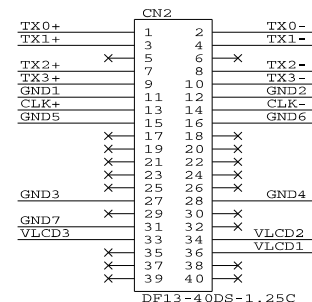 CN2
TX0+ 1 2 TX0-
TX1+ 3 4 TX1-
5 6
TX2+ 7 8 TX2-
TX3+ 9 10 TX3-
GND1 11 12 GND2
CLK+ 13 14 CLK-
GND5 15 16 GND6
17 18
19 20
21 22
23 24
25 26
GND3 27 28 GND4
29 30
GND7 31 32
VLCD3 33 34 VLCD2
35 36 VLCD1
37 38
39 40
DF13-40DS-1.25C